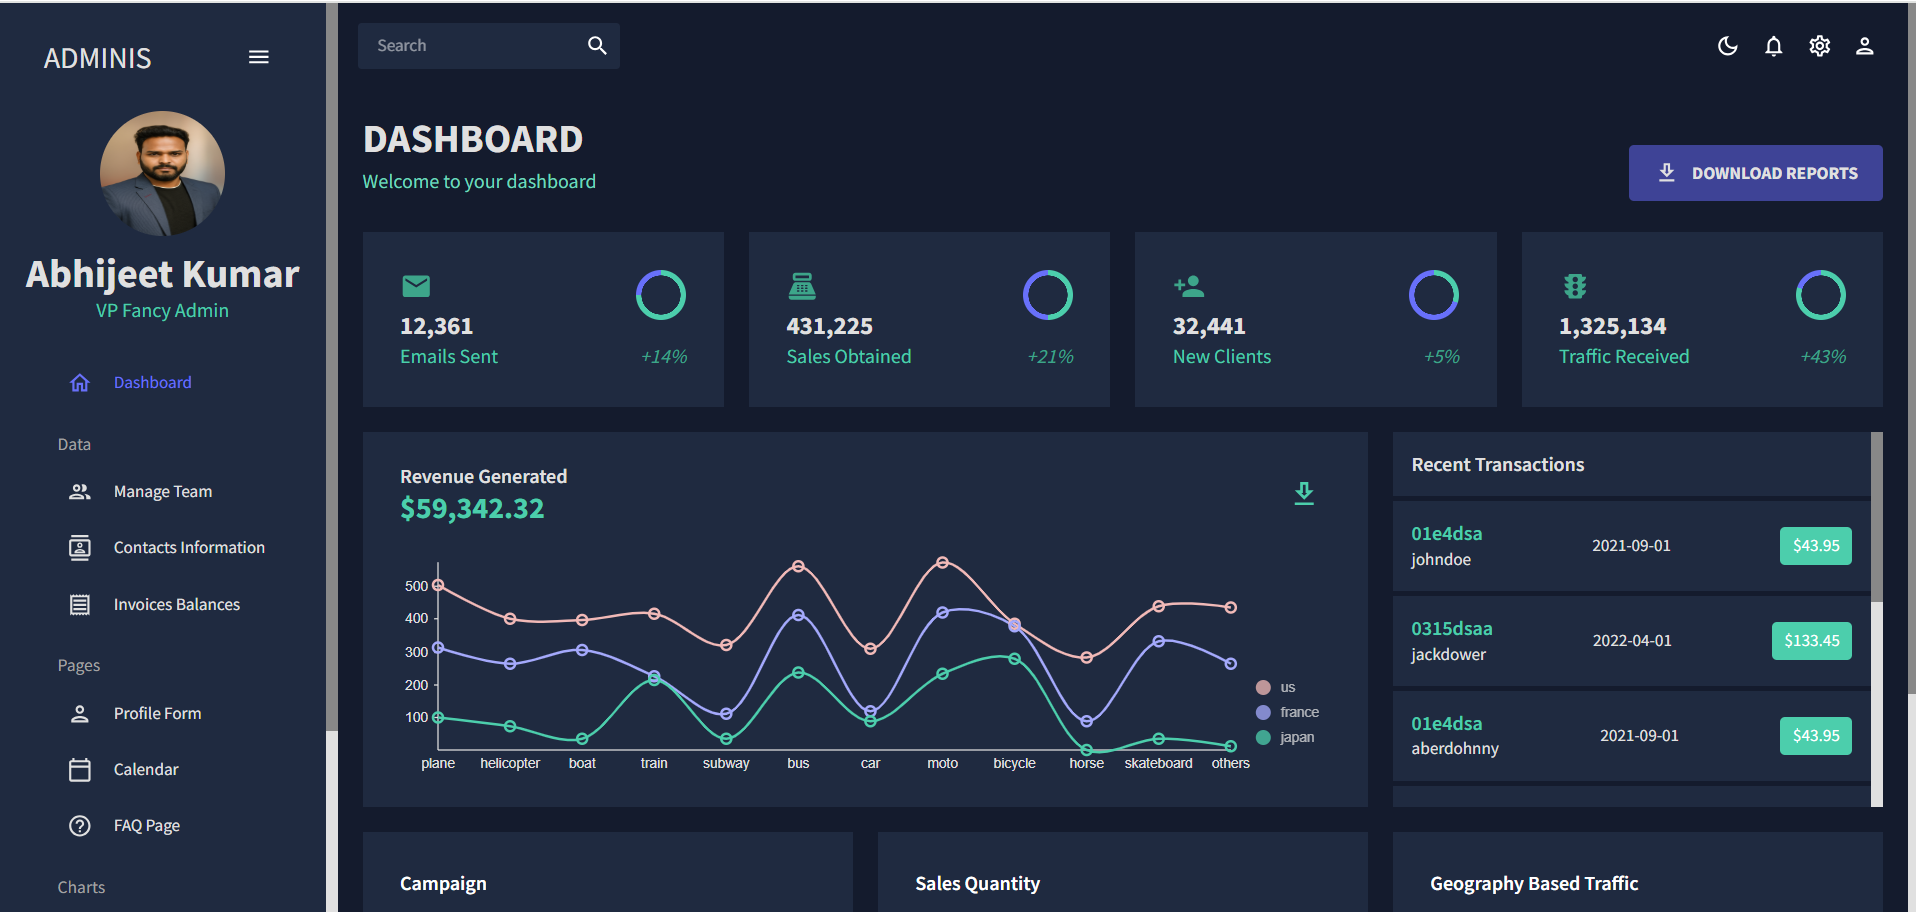 ADMINIS
Abhijeet Kumar
VP Fancy Admin
Dashboard
Data
Manage Team
Contacts Information
Invoices Balances
Pages
Profile Form
Calendar
FAQ Page
Charts
Search
DASHBOARD
Welcome to your dashboard
DOWNLOAD REPORTS
12,361
Emails Sent
+14%
431,225
Sales Obtained
+21%
32,441
New Clients
+5%
1,325,134
Traffic Received
+43%
Revenue Generated
$59,342.32
500
400
300
200
100
plane helicopter boat train subway bus car moto bicycle horse skateboard others
us
france
japan
Recent Transactions
01e4dsa
johndoe
2021-09-01
$43.95
0315dsaa
jackdower
2022-04-01
$133.45
01e4dsa
aberdohnny
2021-09-01
$43.95
Campaign
Sales Quantity
Geography Based Traffic